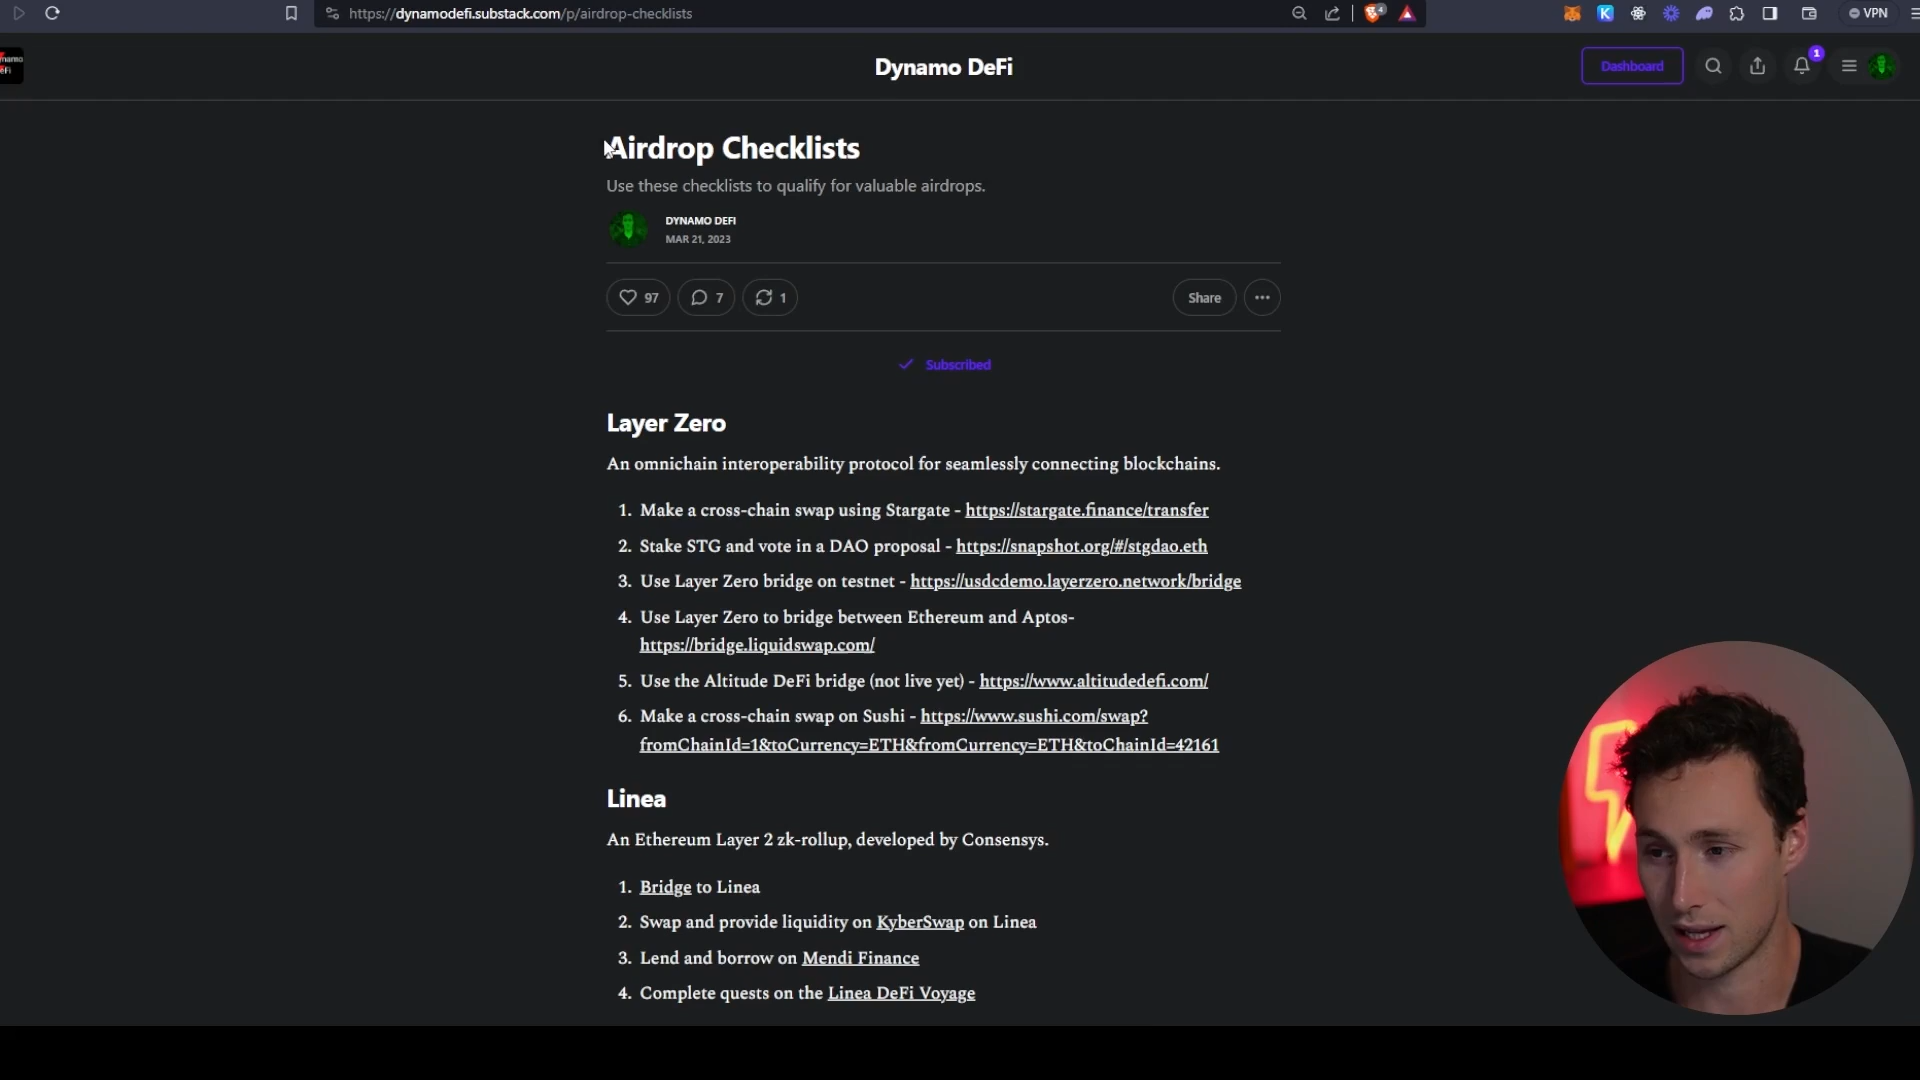 https://dynamodefi.substack.com/p/airdrop-checklists
4
VPN
Dynamo DeFi
Dashboard
1
Airdrop Checklists
Use these checklists to qualify for valuable airdrops.
DYNAMO DEFI
MAR 21, 2023
97
7
1
Share
Subscribed
Layer Zero
An omnichain interoperability protocol for seamlessly connecting blockchains.
1. Make a cross-chain swap using Stargate - https://stargate.finance/transfer
2. Stake STG and vote in a DAO proposal - https://snapshot.org/#/stgdao.eth
3. Use Layer Zero bridge on testnet - https://usdcdemo.layerzero.network/bridge
4. Use Layer Zero to bridge between Ethereum and Aptos-
https://bridge.liquidswap.com/
5. Use the Altitude DeFi bridge (not live yet) - https://www.altitudedefi.com/
6. Make a cross-chain swap on Sushi - https://www.sushi.com/swap?
fromChainId=1&toCurrency=ETH&fromCurrency=ETH&toChainId=42161
Linea
An Ethereum Layer 2 zk-rollup, developed by Consensys.
1. Bridge to Linea
2. Swap and provide liquidity on KyberSwap on Linea
3. Lend and borrow on Mendi Finance
4. Complete quests on the Linea DeFi Voyage